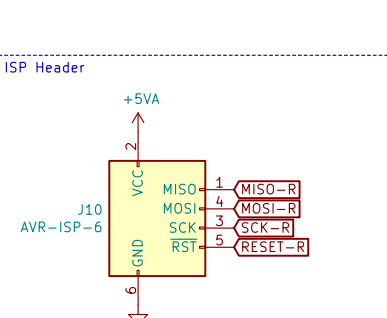 ISP Header
+5VA
2
VCC
MISO 1 MISO-R
MOSI 4 MOSI-R
J10
SCK 3 SCK-R
AVR-ISP-6
RST 5 RESET-R
GND
6